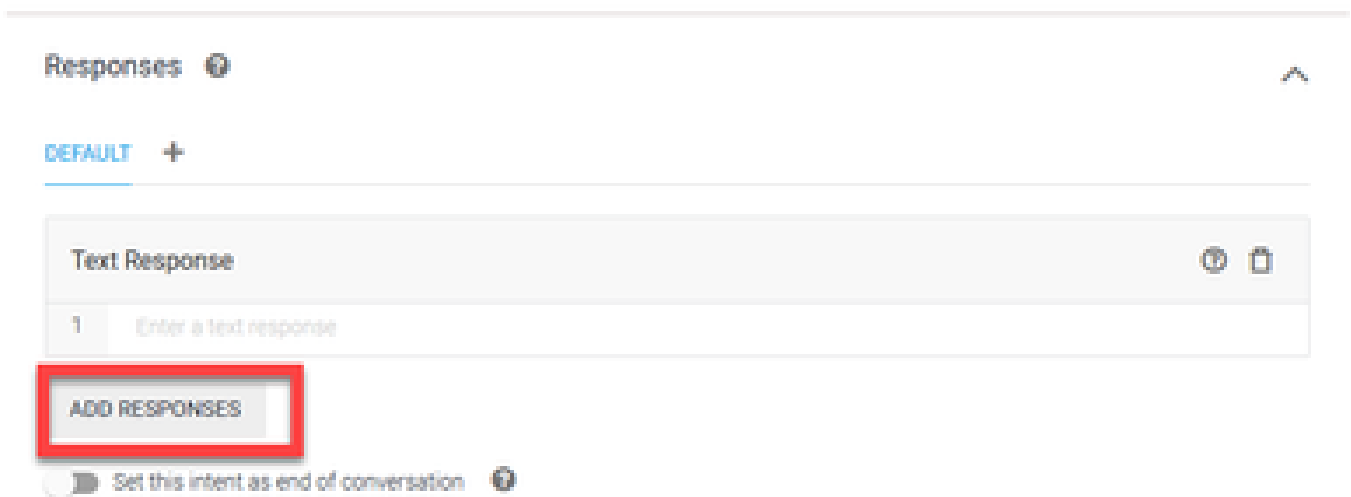 Responses
DEFAULT +
Text Response
1 Enter a text response
ADD RESPONSES
Set this intent as end of conversation